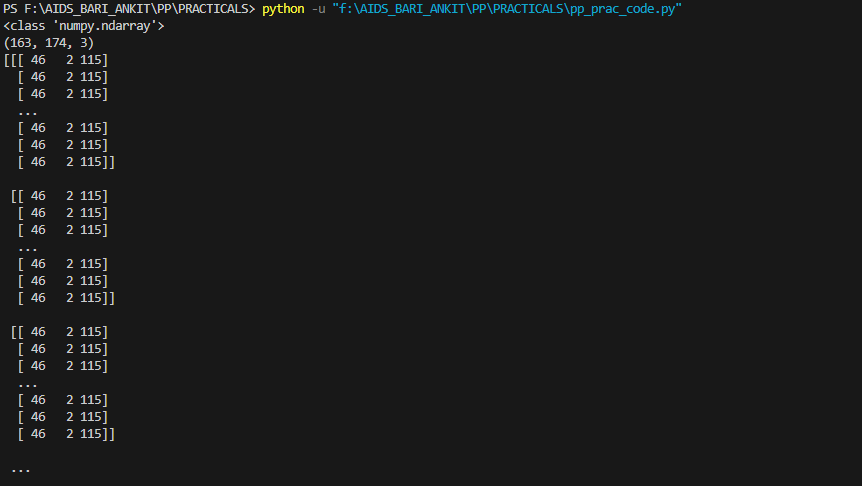 PS F:\AIDS_BARI_ANKIT\PP\PRACTICALS> python -u "f:\AIDS_BARI_ANKIT\PP\PRACTICALS\pp_prac_code.py"
<class 'numpy.ndarray'>
(163, 174, 3)
[[[ 46   2 115]
  [ 46   2 115]
  [ 46   2 115]
  ...
  [ 46   2 115]
  [ 46   2 115]
  [ 46   2 115]]

 [[ 46   2 115]
  [ 46   2 115]
  [ 46   2 115]
  ...
  [ 46   2 115]
  [ 46   2 115]
  [ 46   2 115]]

 [[ 46   2 115]
  [ 46   2 115]
  [ 46   2 115]
  ...
  [ 46   2 115]
  [ 46   2 115]
  [ 46   2 115]]

 ...